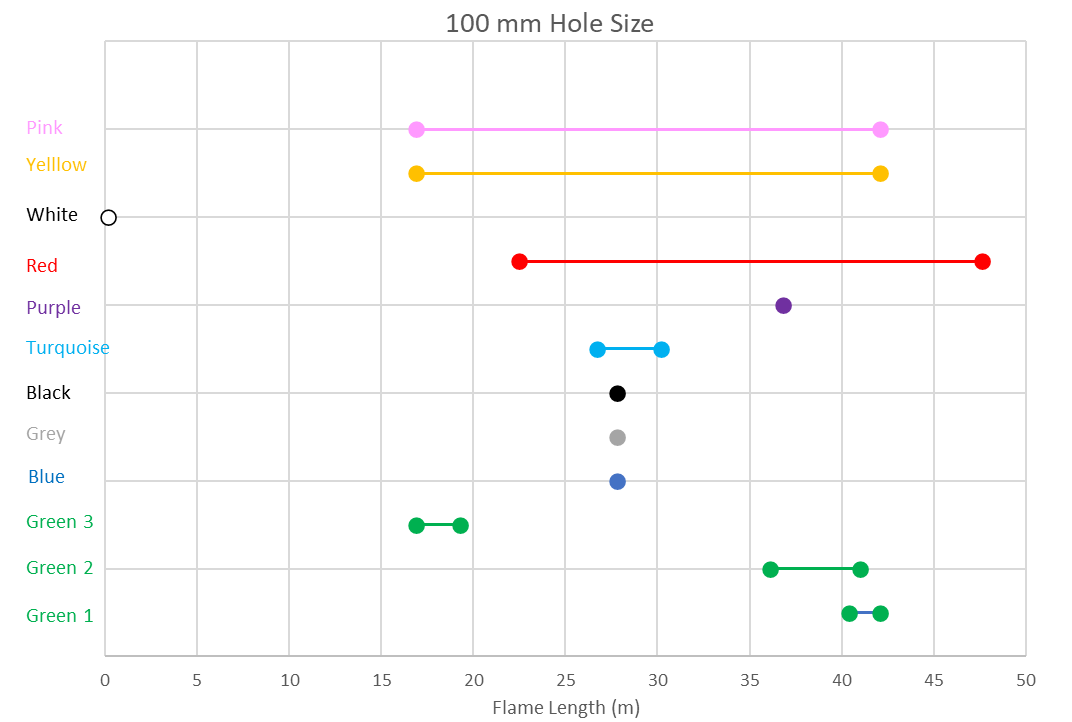 100 mm Hole Size
Pink
Yelllow
White
Red
Purple
Turquoise
Black
Grey
Blue
Green 3
Green 2
Green 1
0 5 10 15 20 25 30 35 40 45 50
Flame Length (m)